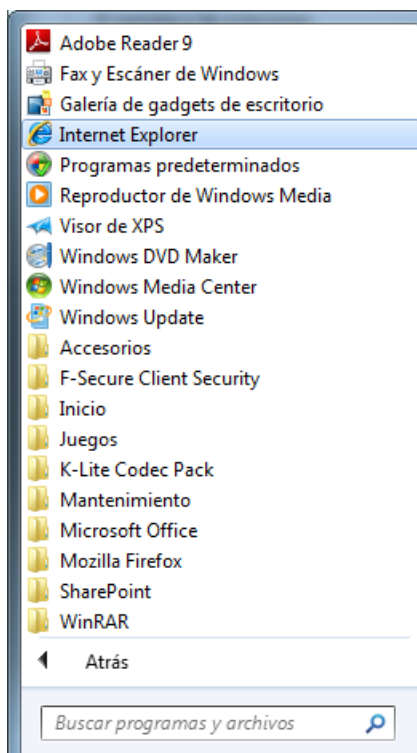 Adobe Reader 9
Fax y Escáner de Windows
Galería de gadgets de escritorio
Internet Explorer
Programas predeterminados
Reproductor de Windows Media
Visor de XPS
Windows DVD Maker
Windows Media Center
Windows Update
Accesorios
F-Secure Client Security
Inicio
Juegos
K-Lite Codec Pack
Mantenimiento
Microsoft Office
Mozilla Firefox
SharePoint
WinRAR
Atrás
Buscar programas y archivos